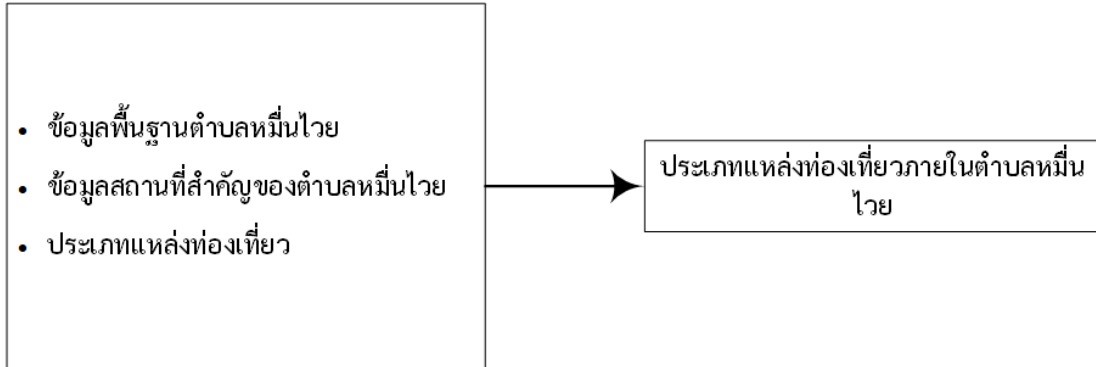 • ข้อมูลพื้นฐานตำบลหมื่นไวย
• ข้อมูลสถานที่สำคัญของตำบลหมื่นไวย
• ประเภทแหล่งท่องเที่ยว
ประเภทแหล่งท่องเที่ยวภายในตำบลหมื่น
ไวย